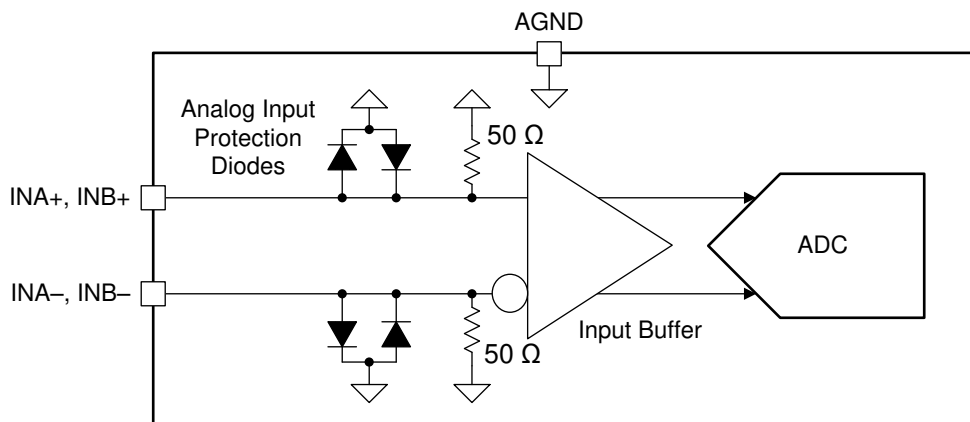 AGND
Analog Input
Protection
Diodes
50 Ω
INA+, INB+
ADC
INA–, INB–
Input Buffer
50 Ω